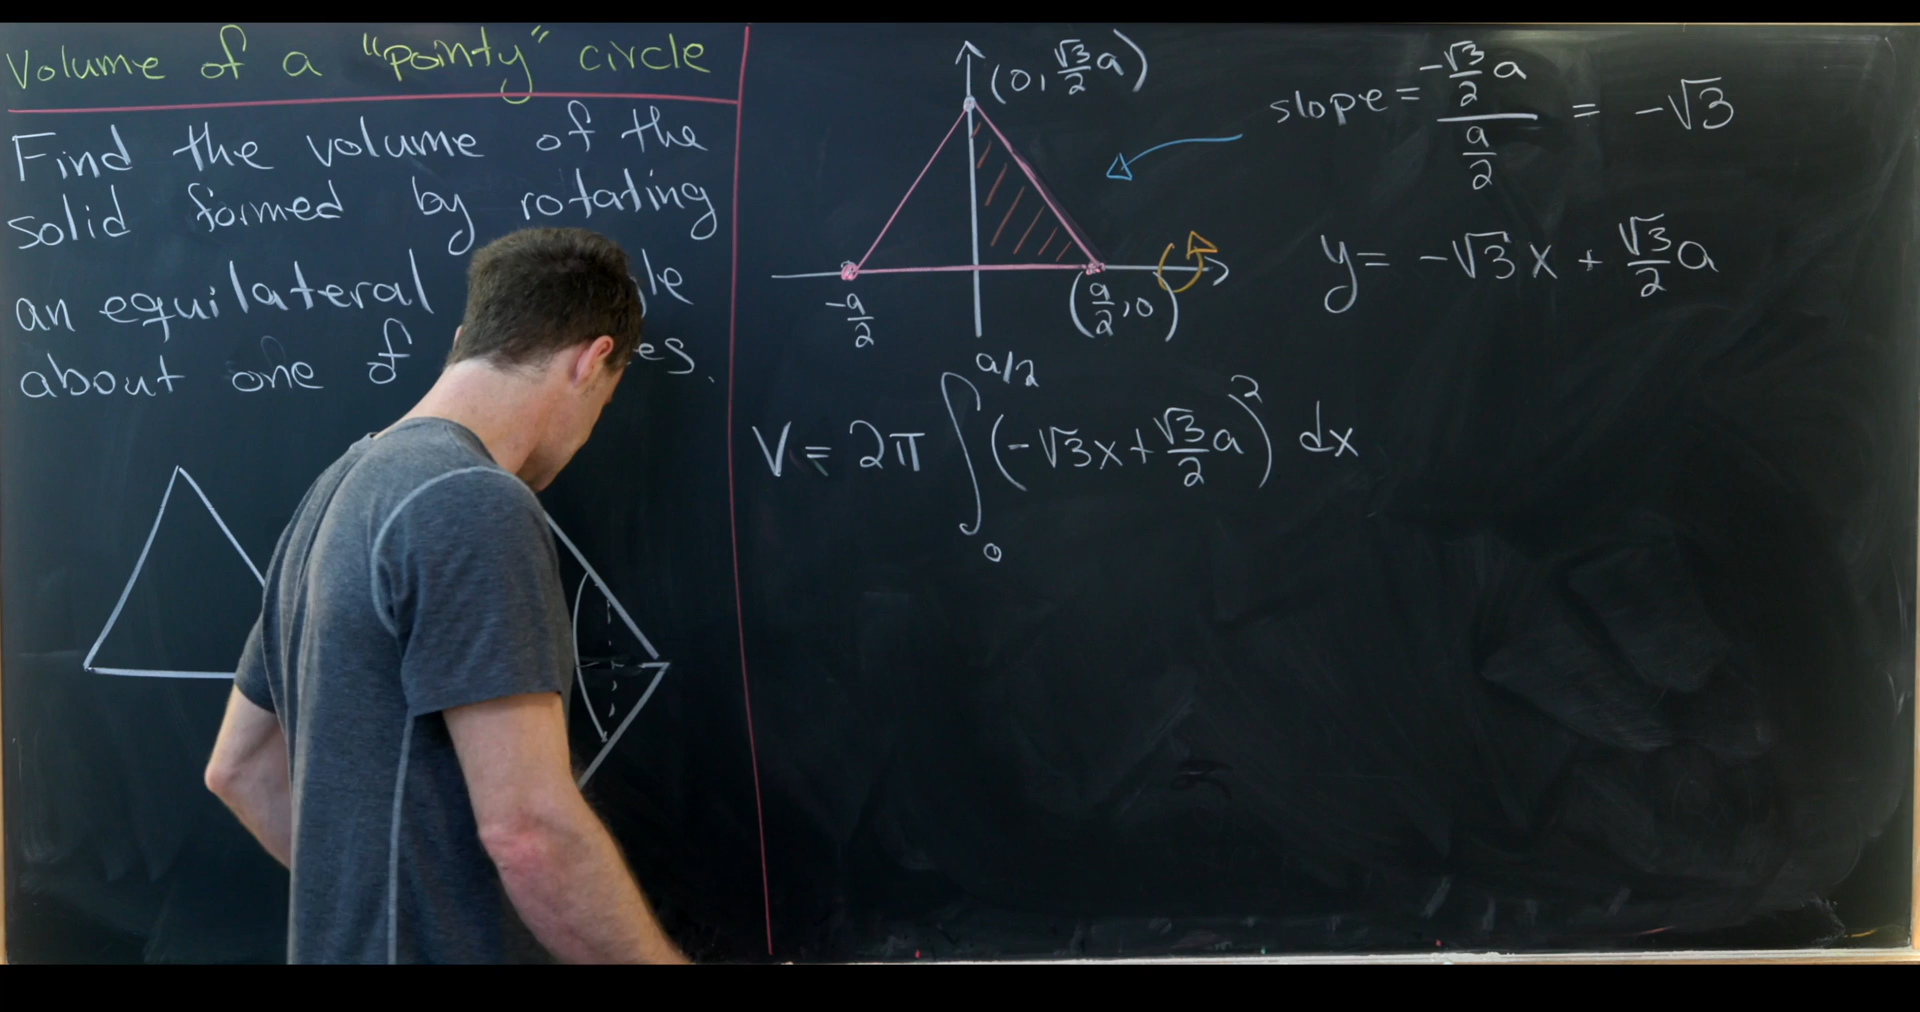 Volume of a "pointy" circle
Find the volume of the
solid formed by rotating
an equilateral
about one of
(0, √3/2 a)
-a/2
(a/2, 0)
slope = (-√3/2 a)/(a/2) = -√3
y = -√3x + √3/2 a
V = 2π ∫₀^(a/2) (-√3x + √3/2 a)² dx